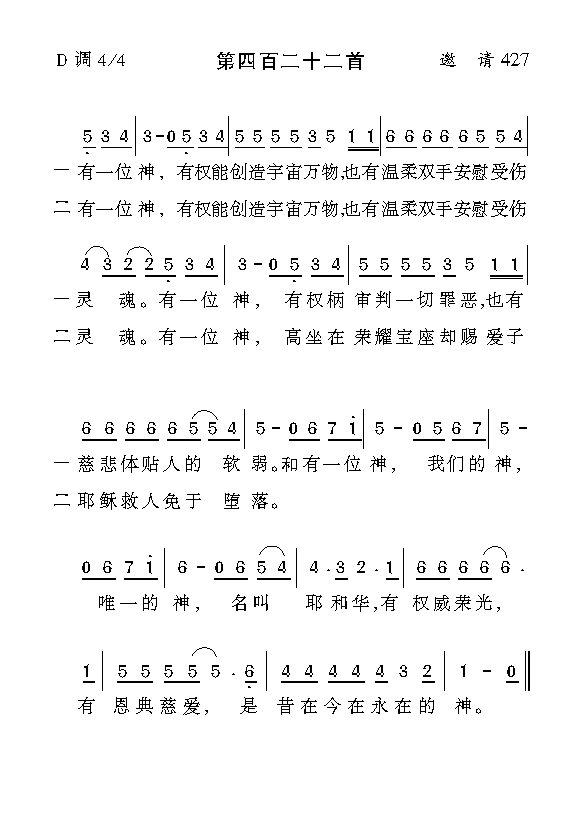 D 调 4/4 第四百二十二首 邀 请 427
5 3 4 | 3 - 0 5 3 4 | 5 5 5 5 3 5 1 1 | 6 6 6 6 6 5 5 4 |
一 有一位 神，有权能创造宇宙万物,也有温柔双手安慰受伤
二 有一位 神，有权能创造宇宙万物,也有温柔双手安慰受伤
4 3 2 2 5 3 4 | 3 - 0 5 3 4 | 5 5 5 5 3 5 1 1 |
一 灵 魂。有一位 神， 有权柄 审判一切罪恶,也有
二 灵 魂。有一位 神， 高坐在 荣耀宝座却赐 爱子
6 6 6 6 6 5 5 4 | 5 - 0 6 7 1 | 5 - 0 5 6 7 | 5 -
一 慈悲体贴人的 软 弱。和有一位 神， 我们的 神，
二 耶稣救人免于 堕 落。
0 6 7 1 | 6 - 0 6 5 4 | 4 . 3 2 . 1 | 6 6 6 6 6 .
唯一的 神， 名叫 耶 和华,有 权威荣光，
1 | 5 5 5 5 5 . 6 | 4 4 4 4 4 3 2 | 1 - 0 ‖
有 恩典慈爱， 是 昔在今在永在的 神。